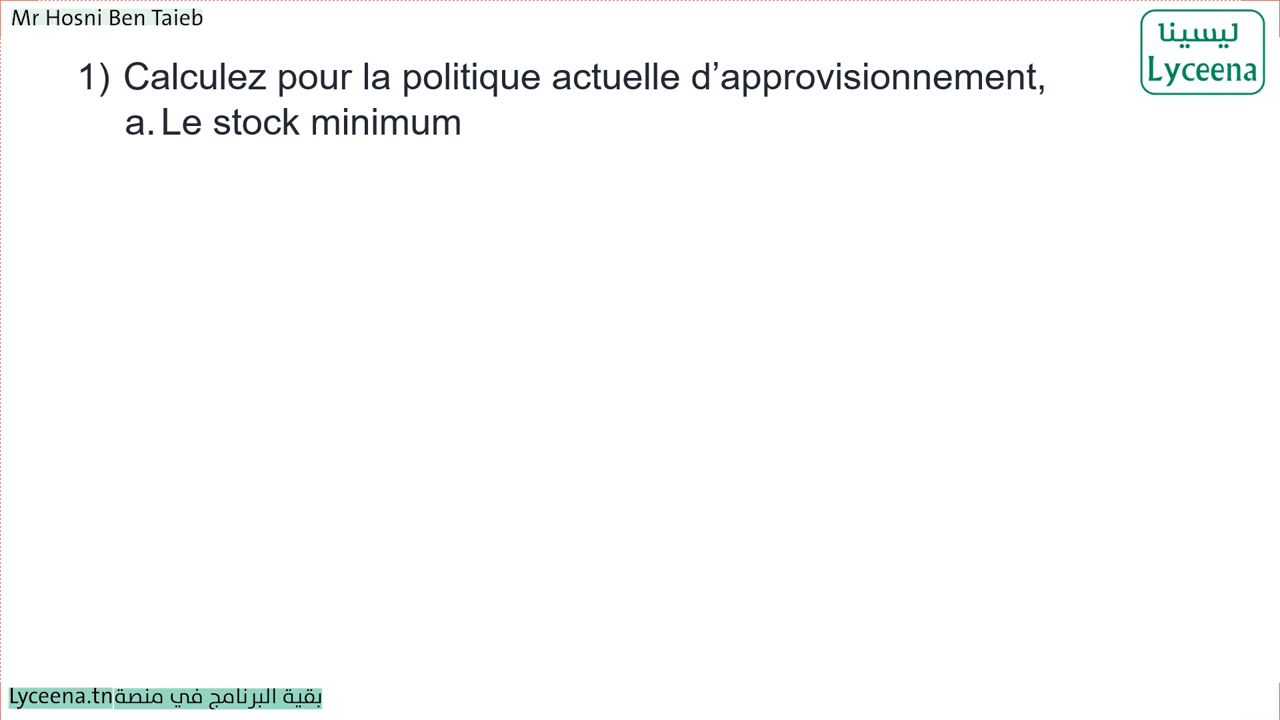 Mr Hosni Ben Taieb
ليسينا
Lyceena
1) Calculez pour la politique actuelle d’approvisionnement,
a. Le stock minimum
Lyceena.tnبقية البرنامج في منصة